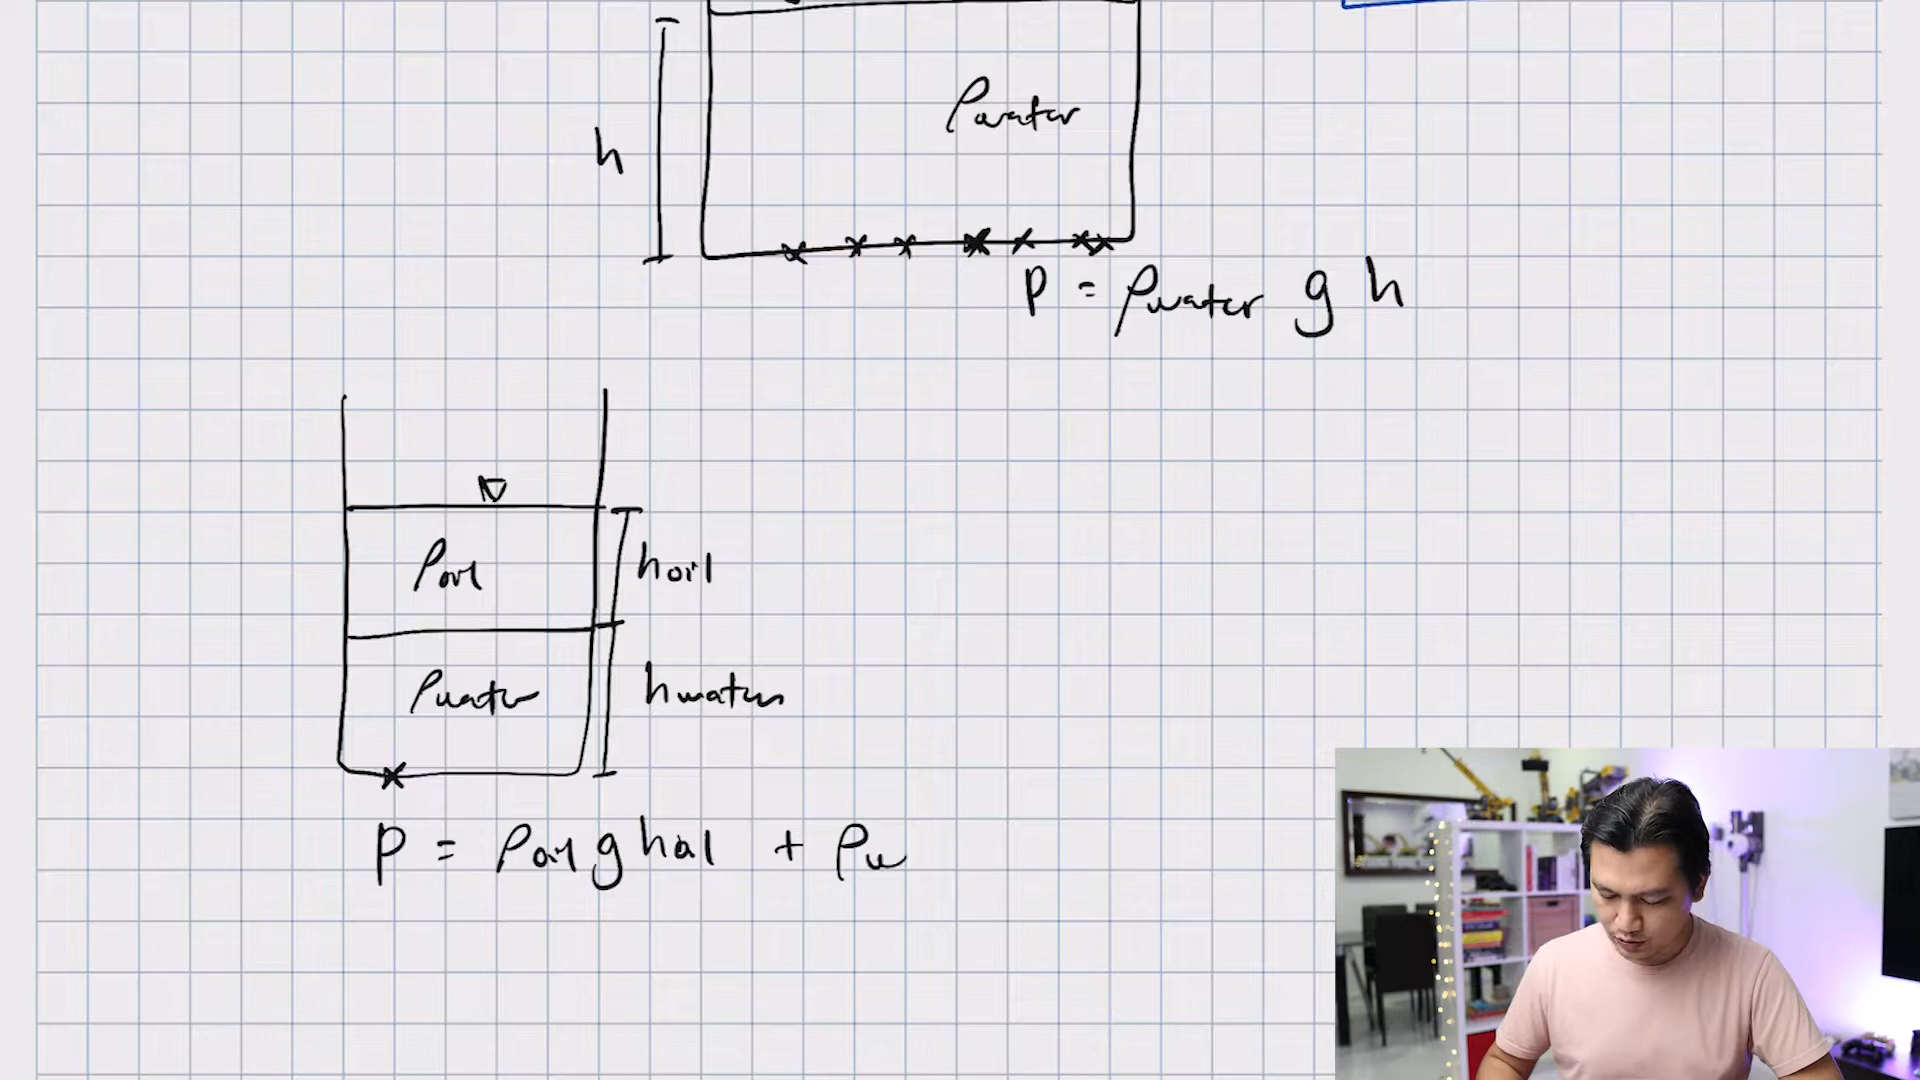 ρwater
h
P = ρwater g h
ρoil
hoil
ρwater
hwater
P = ρoil g hoil + ρw